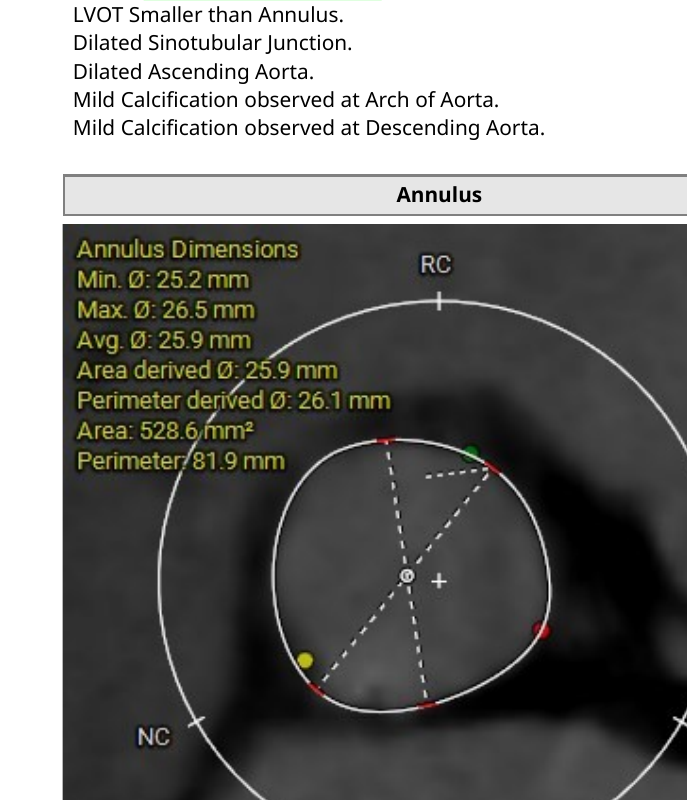 LVOT Smaller than Annulus.
Dilated Sinotubular Junction.
Dilated Ascending Aorta.
Mild Calcification observed at Arch of Aorta.
Mild Calcification observed at Descending Aorta.
Annulus
Annulus Dimensions
Min. Ø: 25.2 mm
Max. Ø: 26.5 mm
Avg. Ø: 25.9 mm
Area derived Ø: 25.9 mm
Perimeter derived Ø: 26.1 mm
Area: 528.6 mm²
Perimeter: 81.9 mm
RC
NC